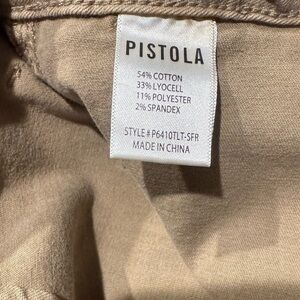 PISTOLA
54% COTTON
33% LYOCELL
11% POLYESTER
2% SPANDEX
STYLE # P6410TLT-SFR
MADE IN CHINA